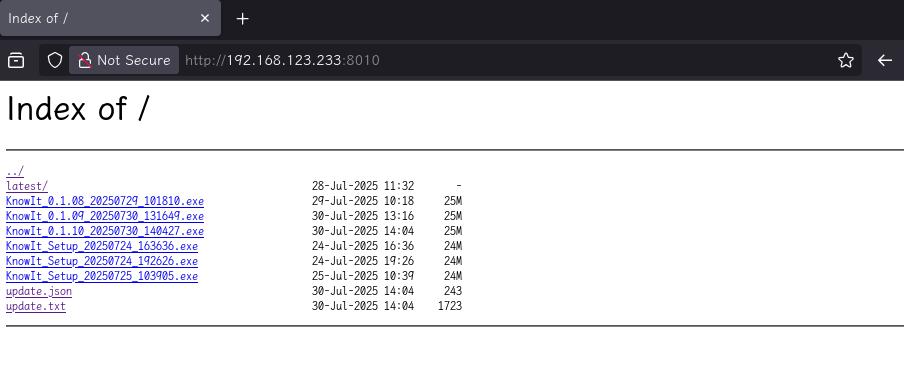 Index of /
Not Secure http://192.168.123.233:8010
Index of /
../
latest/ 28-Jul-2025 11:32 -
KnowIt_0.1.08_20250729_101810.exe 29-Jul-2025 10:18 25M
KnowIt_0.1.09_20250730_131649.exe 30-Jul-2025 13:16 25M
KnowIt_0.1.10_20250730_140427.exe 30-Jul-2025 14:04 25M
KnowIt_Setup_20250724_163636.exe 24-Jul-2025 16:36 24M
KnowIt_Setup_20250724_192626.exe 24-Jul-2025 19:26 24M
KnowIt_Setup_20250725_103905.exe 25-Jul-2025 10:39 24M
update.json 30-Jul-2025 14:04 243
update.txt 30-Jul-2025 14:04 1723